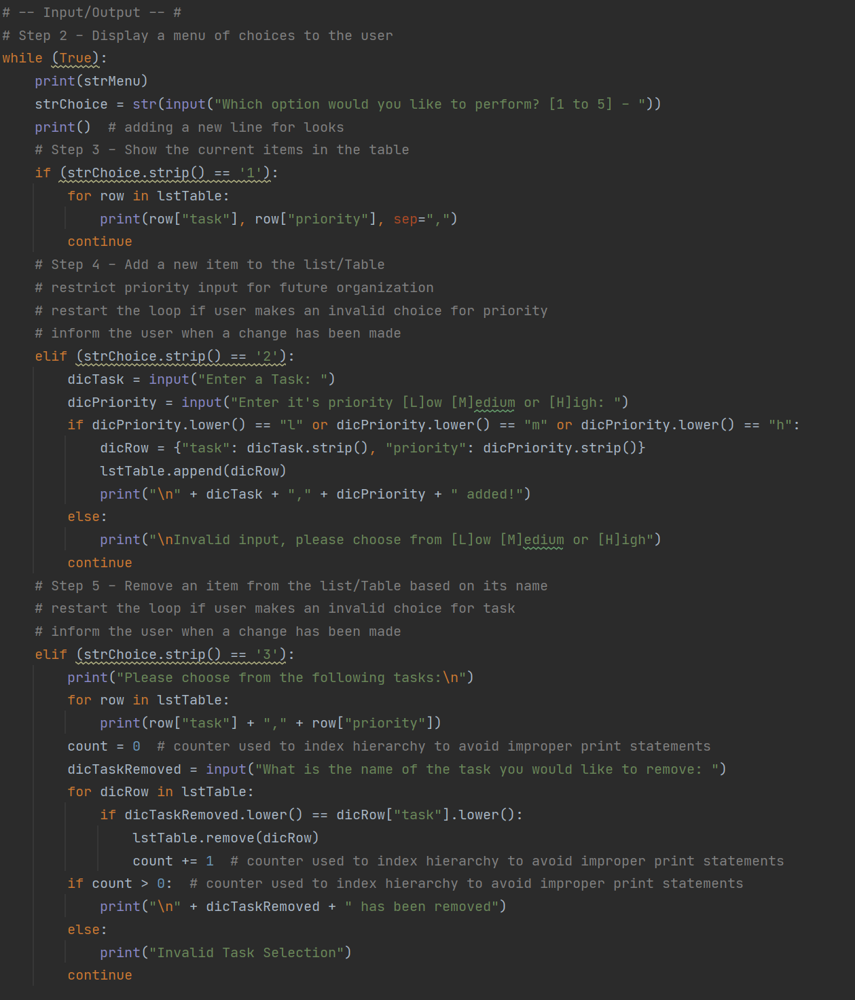 # -- Input/Output -- #
# Step 2 - Display a menu of choices to the user
while (True):
    print(strMenu)
    strChoice = str(input("Which option would you like to perform? [1 to 5] - "))
    print()  # adding a new line for looks
    # Step 3 - Show the current items in the table
    if (strChoice.strip() == '1'):
        for row in lstTable:
            print(row["task"], row["priority"], sep=",")
        continue
    # Step 4 - Add a new item to the list/Table
    # restrict priority input for future organization
    # restart the loop if user makes an invalid choice for priority
    # inform the user when a change has been made
    elif (strChoice.strip() == '2'):
        dicTask = input("Enter a Task: ")
        dicPriority = input("Enter it's priority [L]ow [M]edium or [H]igh: ")
        if dicPriority.lower() == "l" or dicPriority.lower() == "m" or dicPriority.lower() == "h":
            dicRow = {"task": dicTask.strip(), "priority": dicPriority.strip()}
            lstTable.append(dicRow)
            print("\n" + dicTask + "," + dicPriority + " added!")
        else:
            print("\nInvalid input, please choose from [L]ow [M]edium or [H]igh")
        continue
    # Step 5 - Remove an item from the list/Table based on its name
    # restart the loop if user makes an invalid choice for task
    # inform the user when a change has been made
    elif (strChoice.strip() == '3'):
        print("Please choose from the following tasks:\n")
        for row in lstTable:
            print(row["task"] + "," + row["priority"])
        count = 0  # counter used to index hierarchy to avoid improper print statements
        dicTaskRemoved = input("What is the name of the task you would like to remove: ")
        for dicRow in lstTable:
            if dicTaskRemoved.lower() == dicRow["task"].lower():
                lstTable.remove(dicRow)
                count += 1  # counter used to index hierarchy to avoid improper print statements
        if count > 0:  # counter used to index hierarchy to avoid improper print statements
            print("\n" + dicTaskRemoved + " has been removed")
        else:
            print("Invalid Task Selection")
        continue